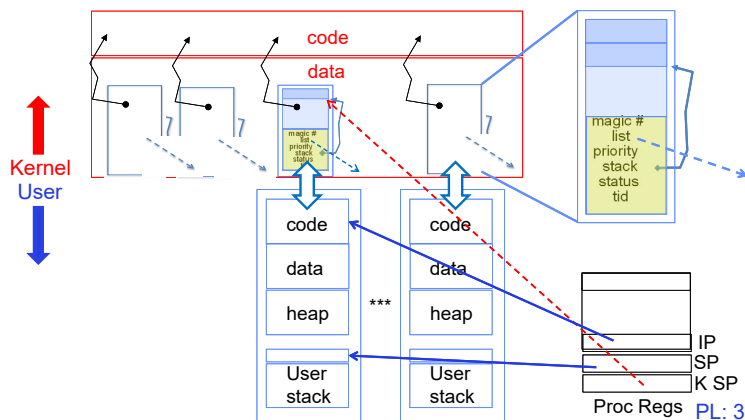 code
data
magic #
list
priority
stack
status
magic #
list
priority
stack
status
tid
Kernel
User
code
data
heap
User
stack
***
code
data
heap
User
stack
IP
SP
K SP
Proc Regs
PL: 3